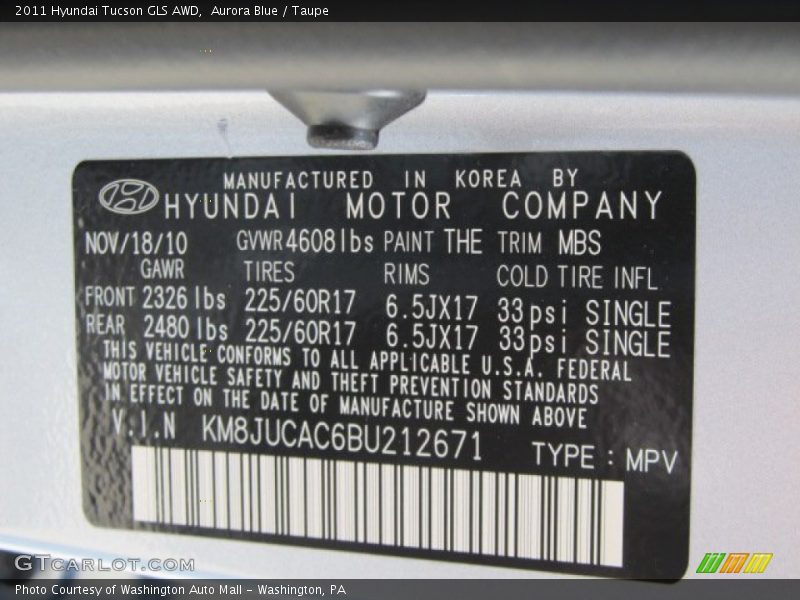 2011 Hyundai Tucson GLS AWD,  Aurora Blue / Taupe
MANUFACTURED IN KOREA BY
HYUNDAI MOTOR COMPANY
NOV/18/10 GVWR 4608lbs PAINT THE TRIM MBS
GAWR TIRES RIMS COLD TIRE INFL
FRONT 2326 lbs 225/60R17 6.5JX17 33psi SINGLE
REAR 2480 lbs 225/60R17 6.5JX17 33psi SINGLE
THIS VEHICLE CONFORMS TO ALL APPLICABLE U.S.A. FEDERAL
MOTOR VEHICLE SAFETY AND THEFT PREVENTION STANDARDS
IN EFFECT ON THE DATE OF MANUFACTURE SHOWN ABOVE
V.I.N KM8JUCAC6BU212671 TYPE : MPV
GTCARLOT.COM
Photo Courtesy of Washington Auto Mall - Washington, PA